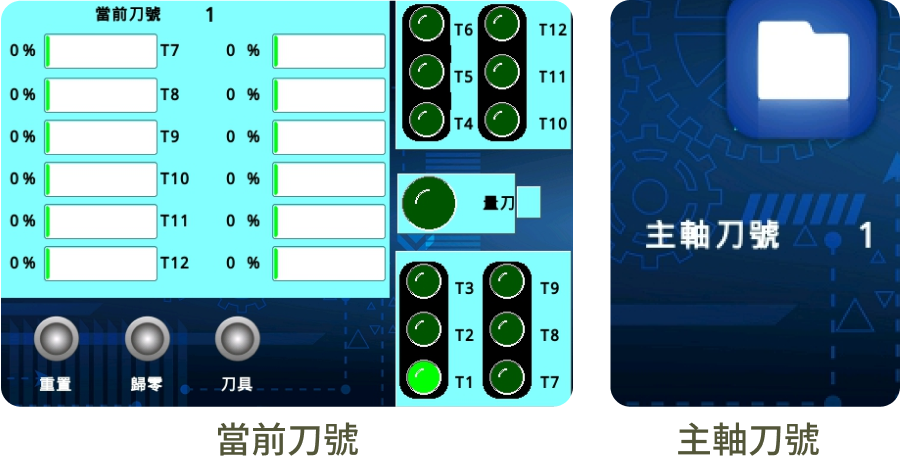 當前刀號 1
0 % T7 0 %
0 % T8 0 %
0 % T9 0 %
0 % T10 0 %
0 % T11 0 %
0 % T12 0 %
重置 歸零 刀具
T6 T12
T5 T11
T4 T10
量刀
T3 T9
T2 T8
T1 T7
主軸刀號 1
當前刀號
主軸刀號